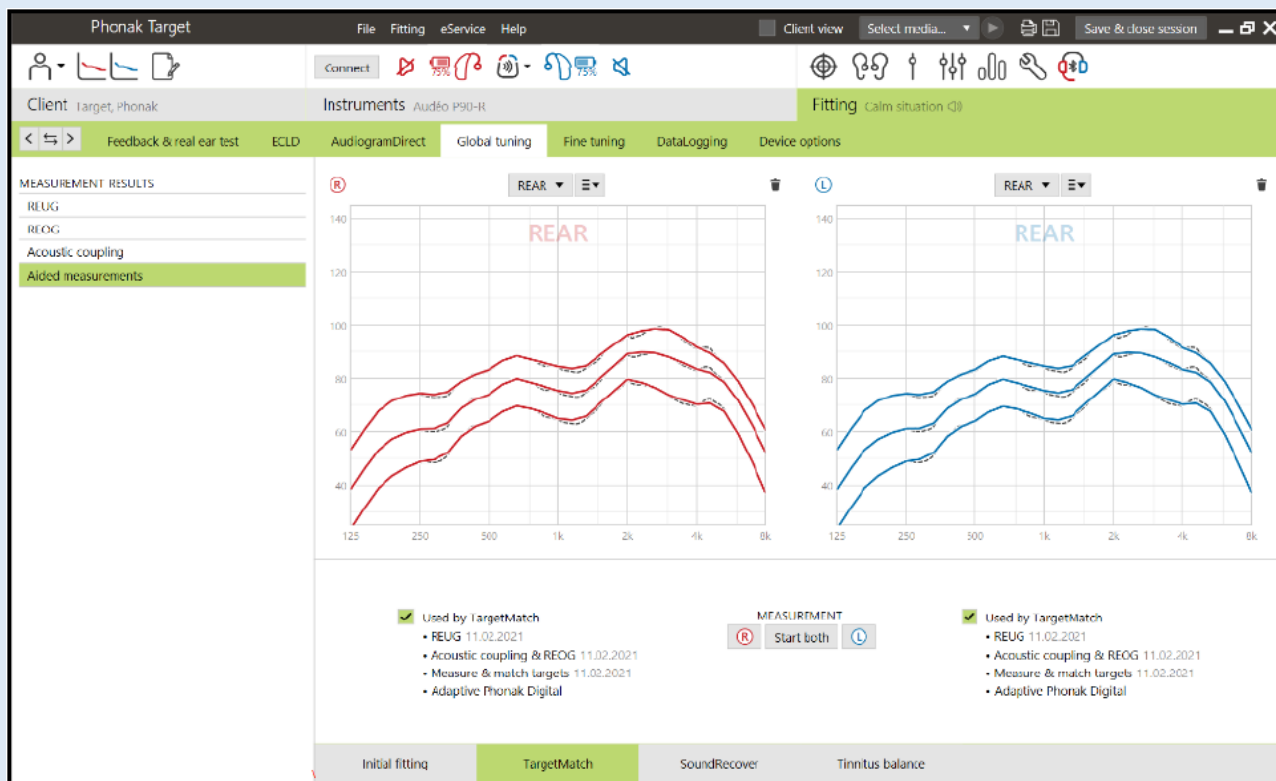 Phonak Target File Fitting eService Help Client view Select media... Save & close session
Connect 75% 75%
Client Target, Phonak Instruments Audéo P90-R Fitting Calm situation
Feedback & real ear test ECLD AudiogramDirect Global tuning Fine tuning DataLogging Device options
MEASUREMENT RESULTS
REUG
REOG
Acoustic coupling
Aided measurements
R REAR L REAR
REAR REAR
140 140
120 120
100 100
80 80
60 60
40 40
125 250 500 1k 2k 4k 8k 125 250 500 1k 2k 4k 8k
Used by TargetMatch MEASUREMENT Used by TargetMatch
• REUG 11.02.2021 R Start both L • REUG 11.02.2021
• Acoustic coupling & REOG 11.02.2021 • Acoustic coupling & REOG 11.02.2021
• Measure & match targets 11.02.2021 • Measure & match targets 11.02.2021
• Adaptive Phonak Digital • Adaptive Phonak Digital
Initial fitting TargetMatch SoundRecover Tinnitus balance